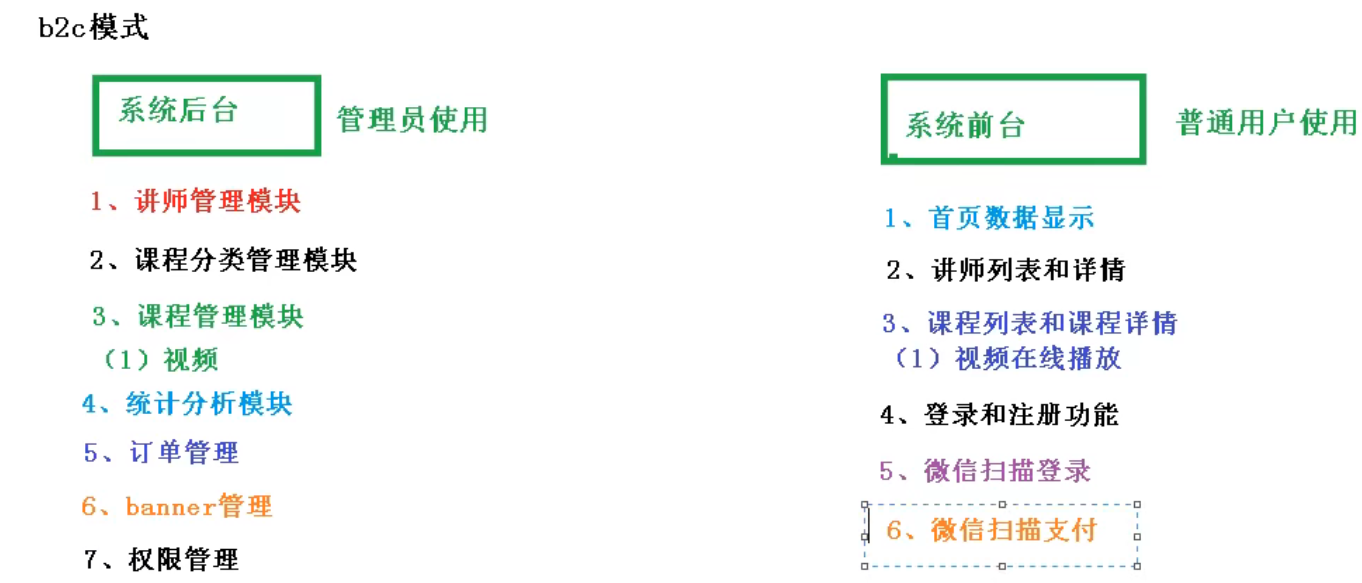 b2c模式
系统后台
管理员使用
1、讲师管理模块
2、课程分类管理模块
3、课程管理模块
（1）视频
4、统计分析模块
5、订单管理
6、banner管理
7、权限管理
系统前台
普通用户使用
1、首页数据显示
2、讲师列表和详情
3、课程列表和课程详情
（1）视频在线播放
4、登录和注册功能
5、微信扫描登录
6、微信扫描支付